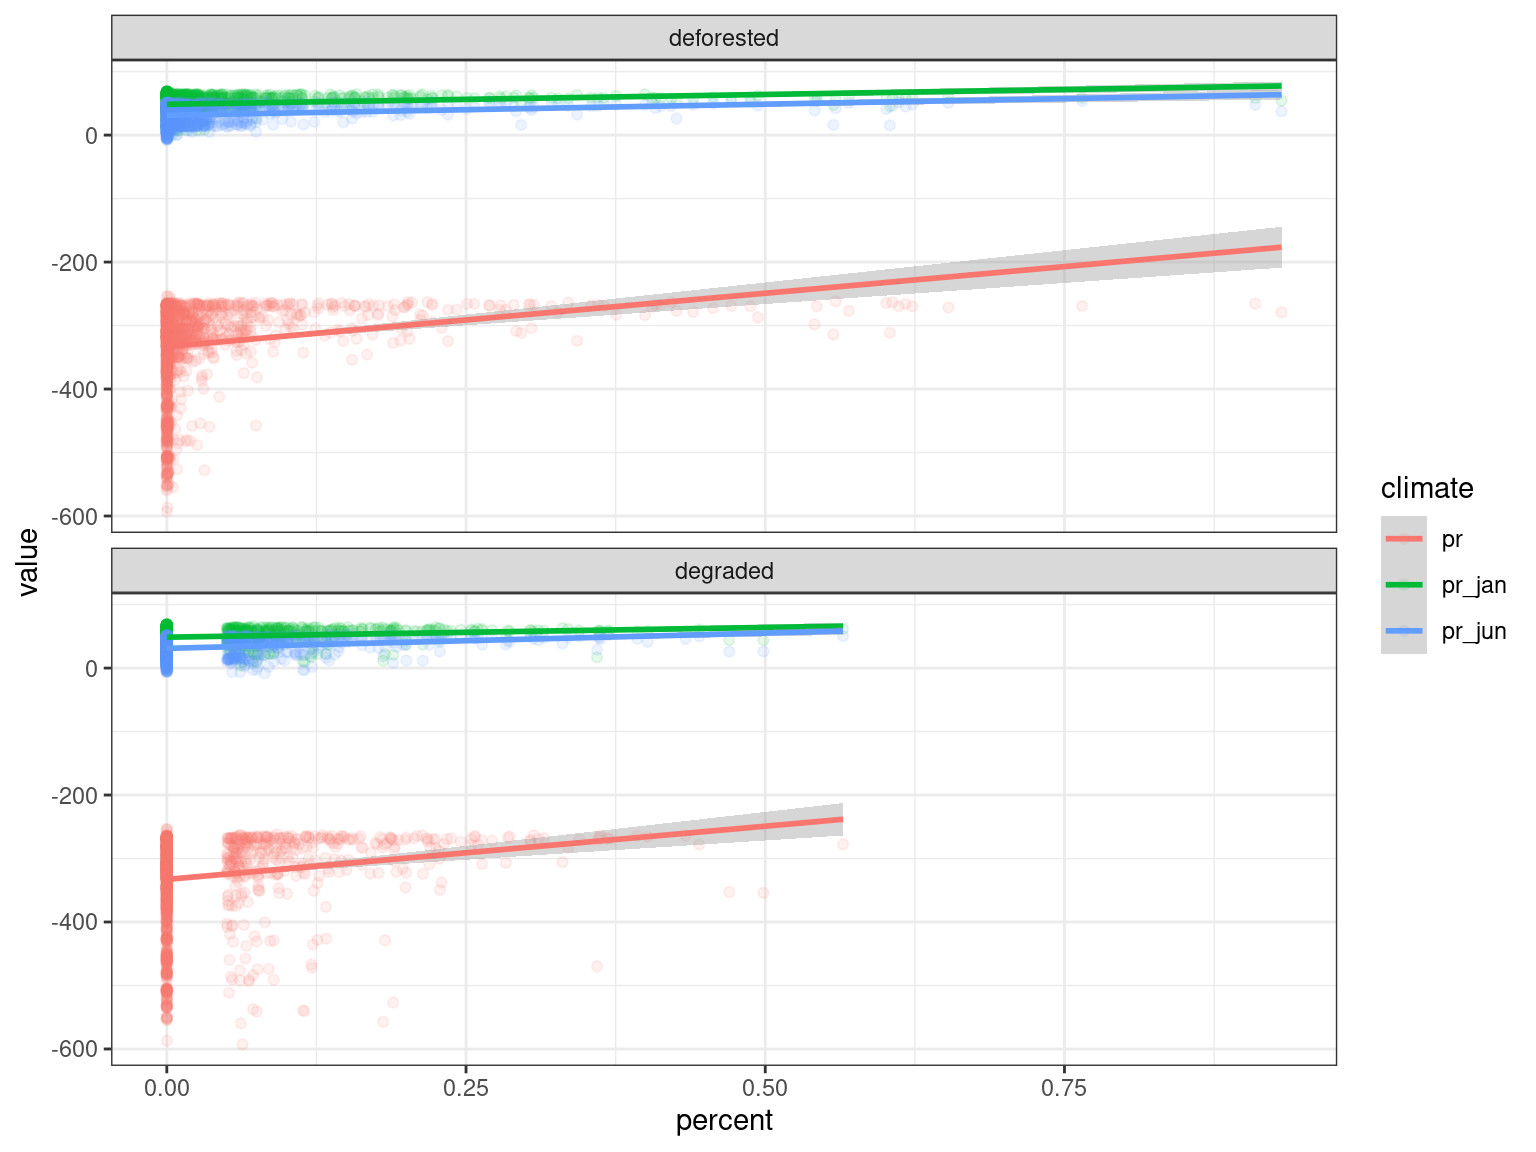 deforested
0
-200
-400
-600
degraded
0
-200
-400
-600
0.00 0.25 0.50 0.75
percent
value
climate
pr
pr_jan
pr_jun